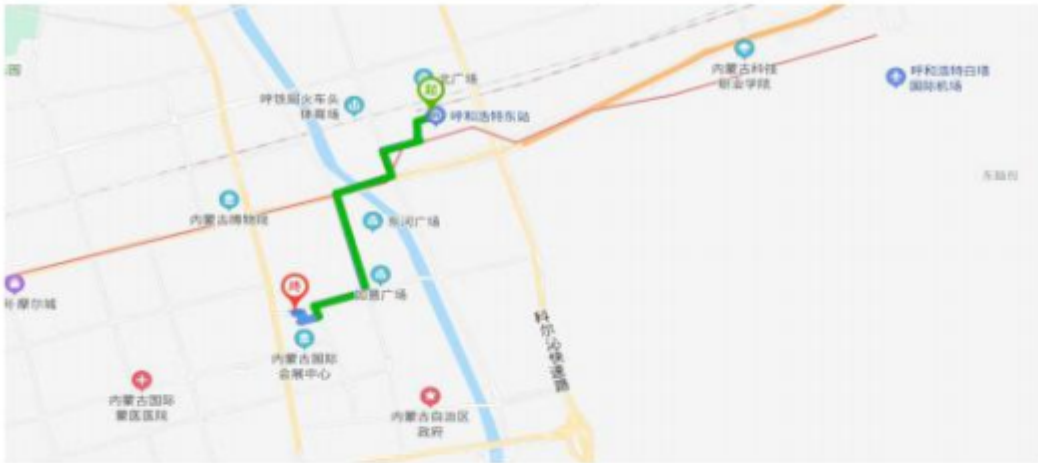 北广场
起
呼铁局火车头
体育场
呼和浩特东站
内蒙古科技
职业学院
呼和浩特白塔
国际机场
内蒙古博物院
东河广场
如意广场
终
摩尔城
科尔沁快速路
内蒙古国际
会展中心
内蒙古国际
蒙医医院
内蒙古自治区
政府